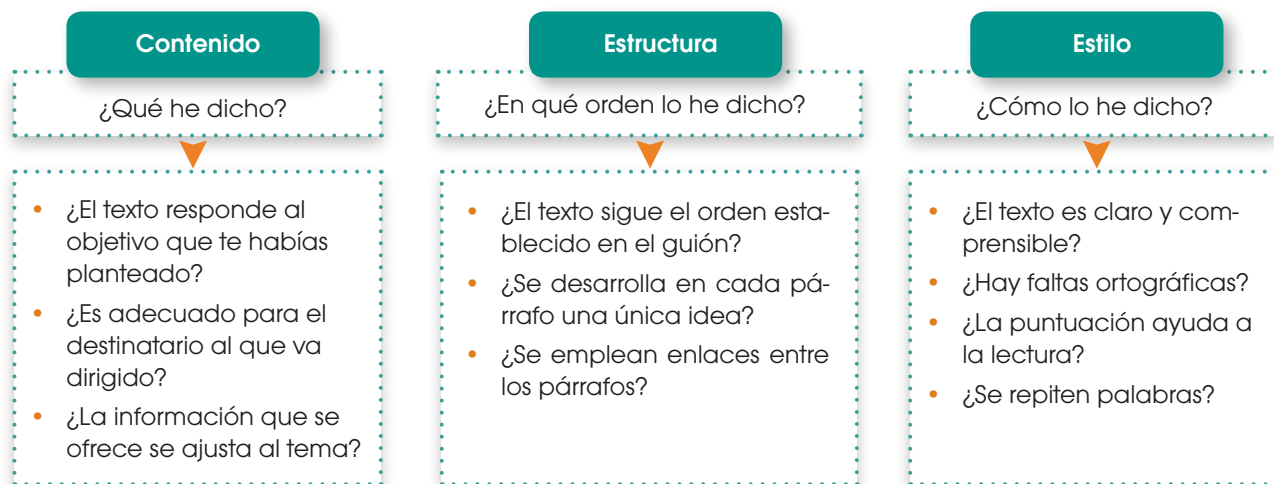 Contenido
¿Qué he dicho?
• ¿El texto responde al
objetivo que te habías
planteado?
• ¿Es adecuado para el
destinatario al que va
dirigido?
• ¿La información que se
ofrece se ajusta al tema?
Estructura
¿En qué orden lo he dicho?
• ¿El texto sigue el orden esta-
blecido en el guión?
• ¿Se desarrolla en cada pá-
rrafo una única idea?
• ¿Se emplean enlaces entre
los párrafos?
Estilo
¿Cómo lo he dicho?
• ¿El texto es claro y com-
prensible?
• ¿Hay faltas ortográficas?
• ¿La puntuación ayuda a
la lectura?
• ¿Se repiten palabras?